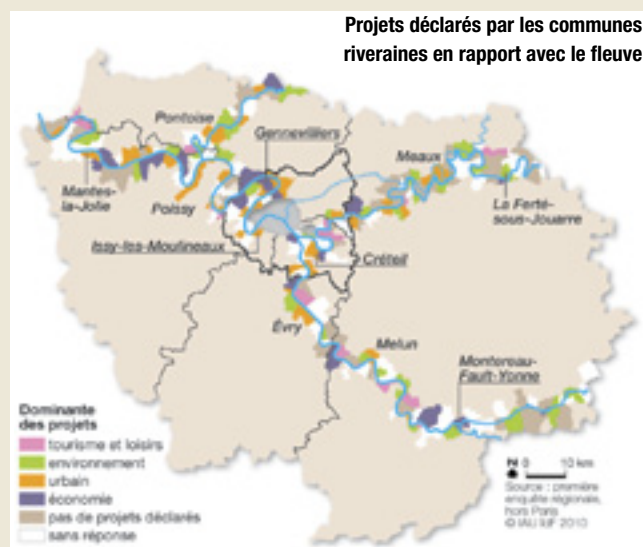 Projets déclarés par les communes
riveraines en rapport avec le fleuve
Pontoise
Gennevilliers
Meaux
Mantes-
la-Jolie
Poissy
La Ferté-
sous-Jouarre
Issy-les-Moulineaux
Créteil
Évry
Melun
Montereau-
Fault-Yonne
Dominante
des projets
tourisme et loisirs
environnement
urbain
économie
pas de projets déclarés
sans réponse
N 0 10 km
Source : première
enquête régionale,
hors Paris
© IAU îdF 2010